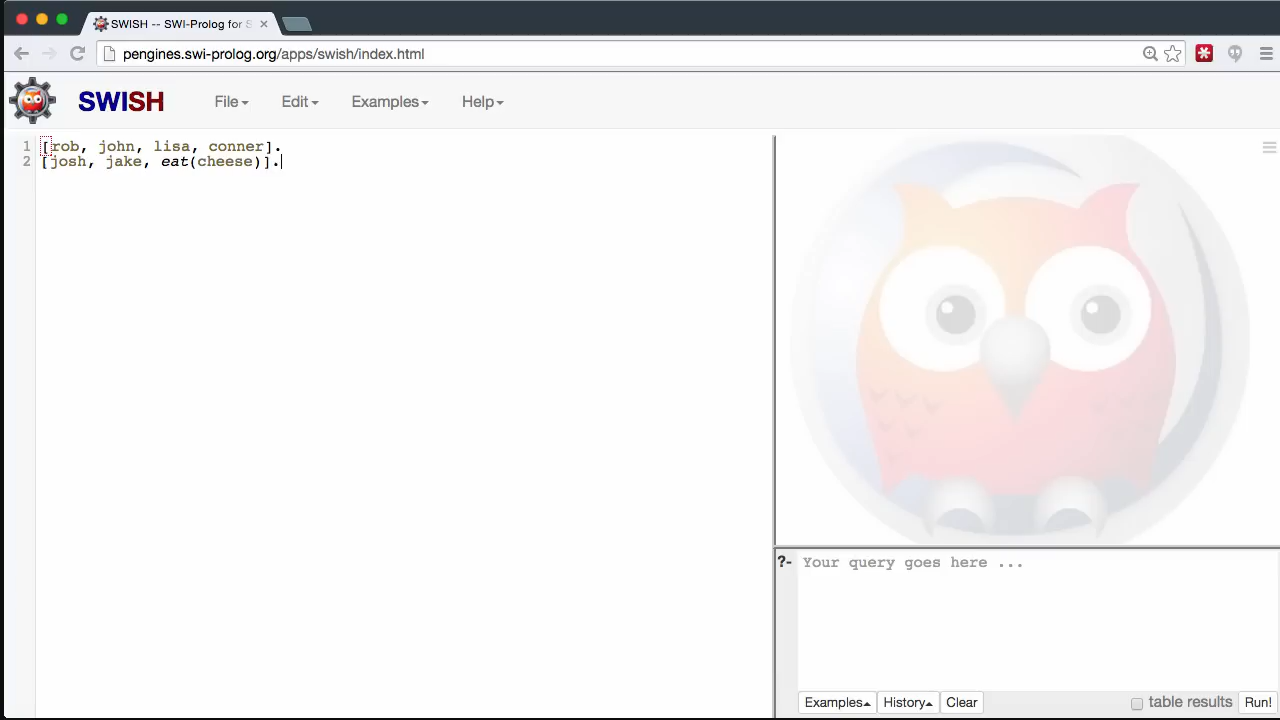 SWISH -- SWI-Prolog for S
pengines.swi-prolog.org/apps/swish/index.html
SWISH File Edit Examples Help
1 [rob, john, lisa, conner].
2 [josh, jake, eat(cheese)].
?- Your query goes here ...
Examples History Clear table results Run!